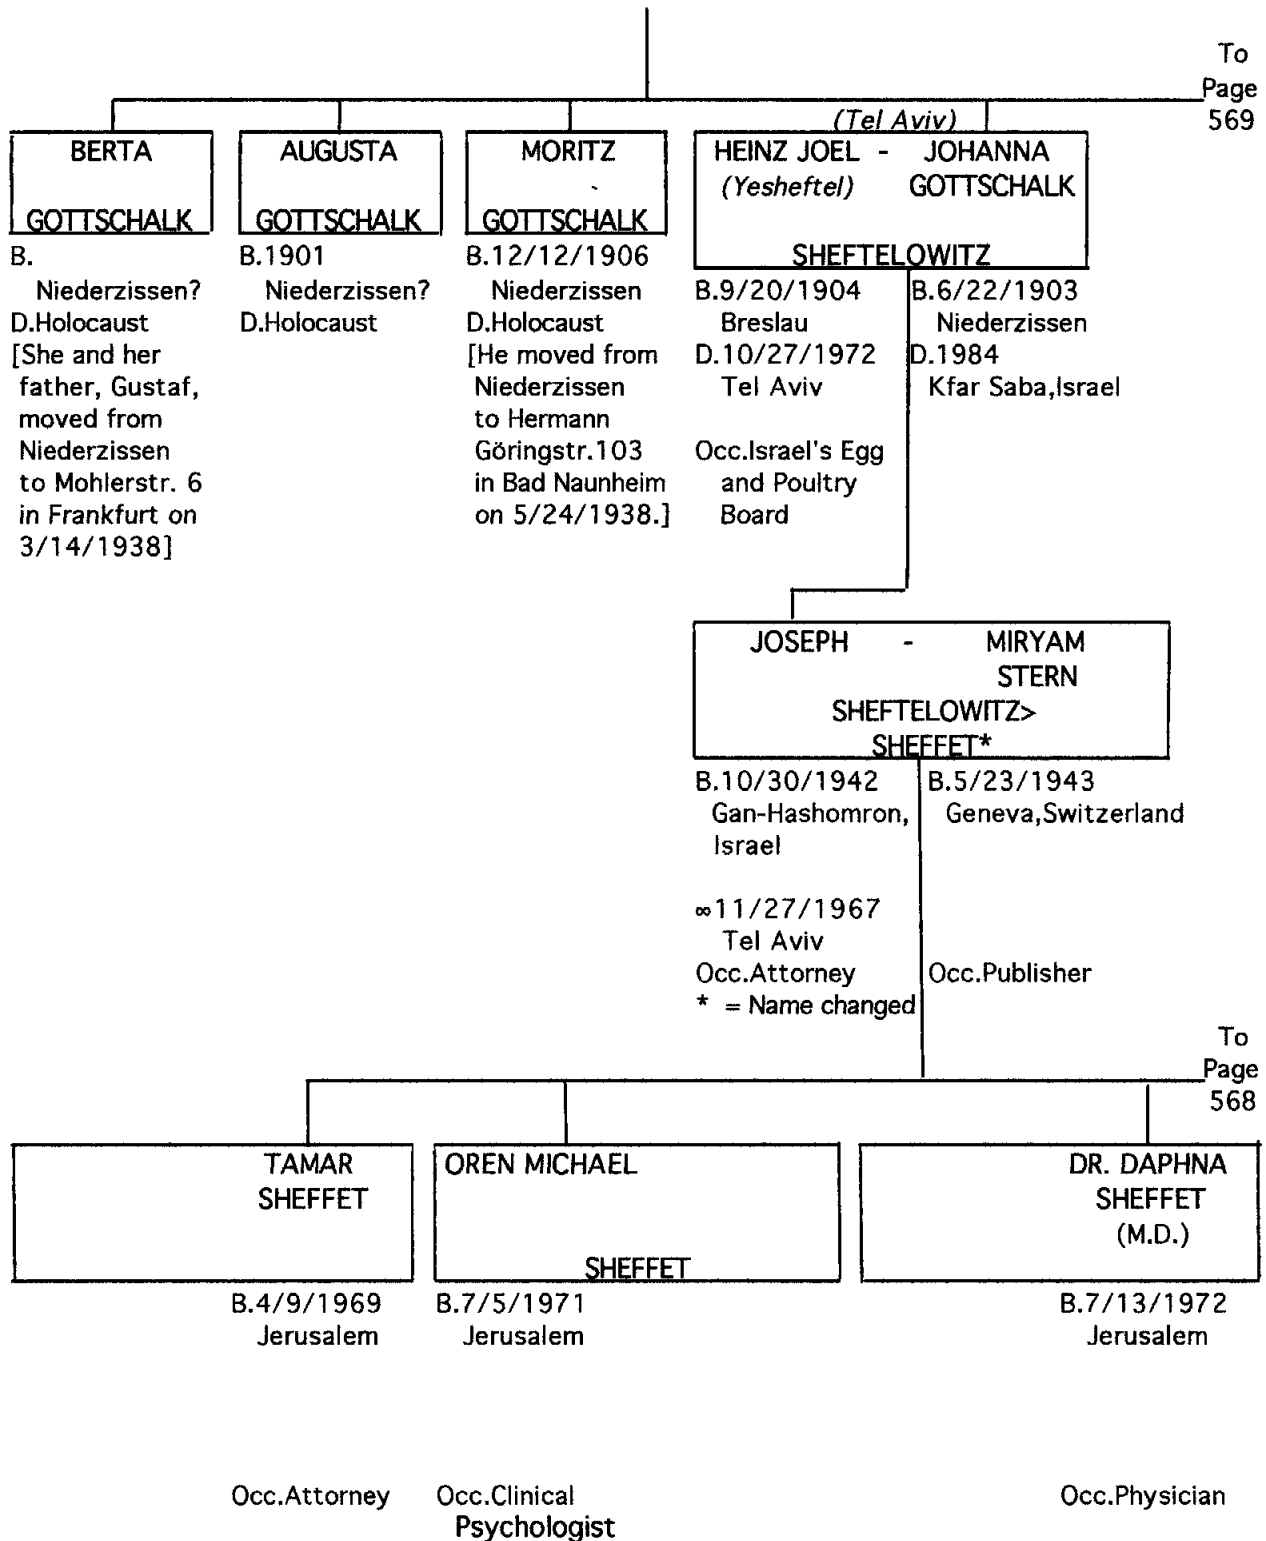 To
Page
569
(Tel Aviv)
BERTA
GOTTSCHALK
B.
Niederzissen?
D.Holocaust
[She and her
father, Gustaf,
moved from
Niederzissen
to Mohlerstr. 6
in Frankfurt on
3/14/1938]
AUGUSTA
GOTTSCHALK
B.1901
Niederzissen?
D.Holocaust
MORITZ
GOTTSCHALK
B.12/12/1906
Niederzissen
D.Holocaust
[He moved from
Niederzissen
to Hermann
Göringstr.103
in Bad Naunheim
on 5/24/1938.]
HEINZ JOEL - JOHANNA
(Yesheftel) GOTTSCHALK
SHEFTELOWITZ
B.9/20/1904
Breslau
D.10/27/1972
Tel Aviv
Occ.Israel's Egg
and Poultry
Board
B.6/22/1903
Niederzissen
D.1984
Kfar Saba,Israel
JOSEPH - MIRYAM
STERN
SHEFTELOWITZ>
SHEFFET*
B.10/30/1942
Gan-Hashomron,
Israel
∞11/27/1967
Tel Aviv
Occ.Attorney
* = Name changed
B.5/23/1943
Geneva,Switzerland
Occ.Publisher
To
Page
568
TAMAR
SHEFFET
B.4/9/1969
Jerusalem
Occ.Attorney
OREN MICHAEL
SHEFFET
B.7/5/1971
Jerusalem
Occ.Clinical
Psychologist
DR. DAPHNA
SHEFFET
(M.D.)
B.7/13/1972
Jerusalem
Occ.Physician